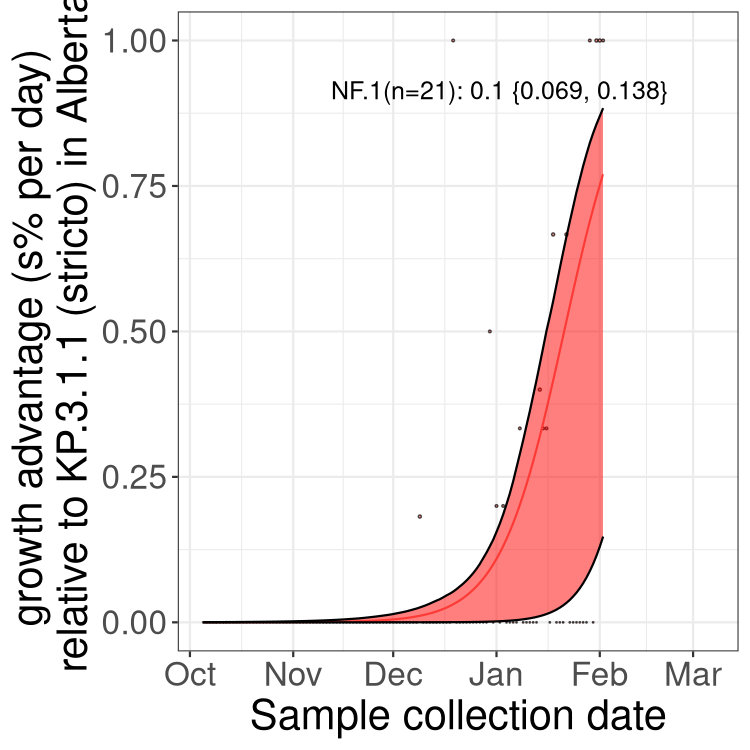 growth advantage (s% per day)
relative to KP.3.1.1 (stricto) in Alberta
1.00
0.75
0.50
0.25
0.00
NF.1(n=21): 0.1 {0.069, 0.138}
Oct Nov Dec Jan Feb Mar
Sample collection date